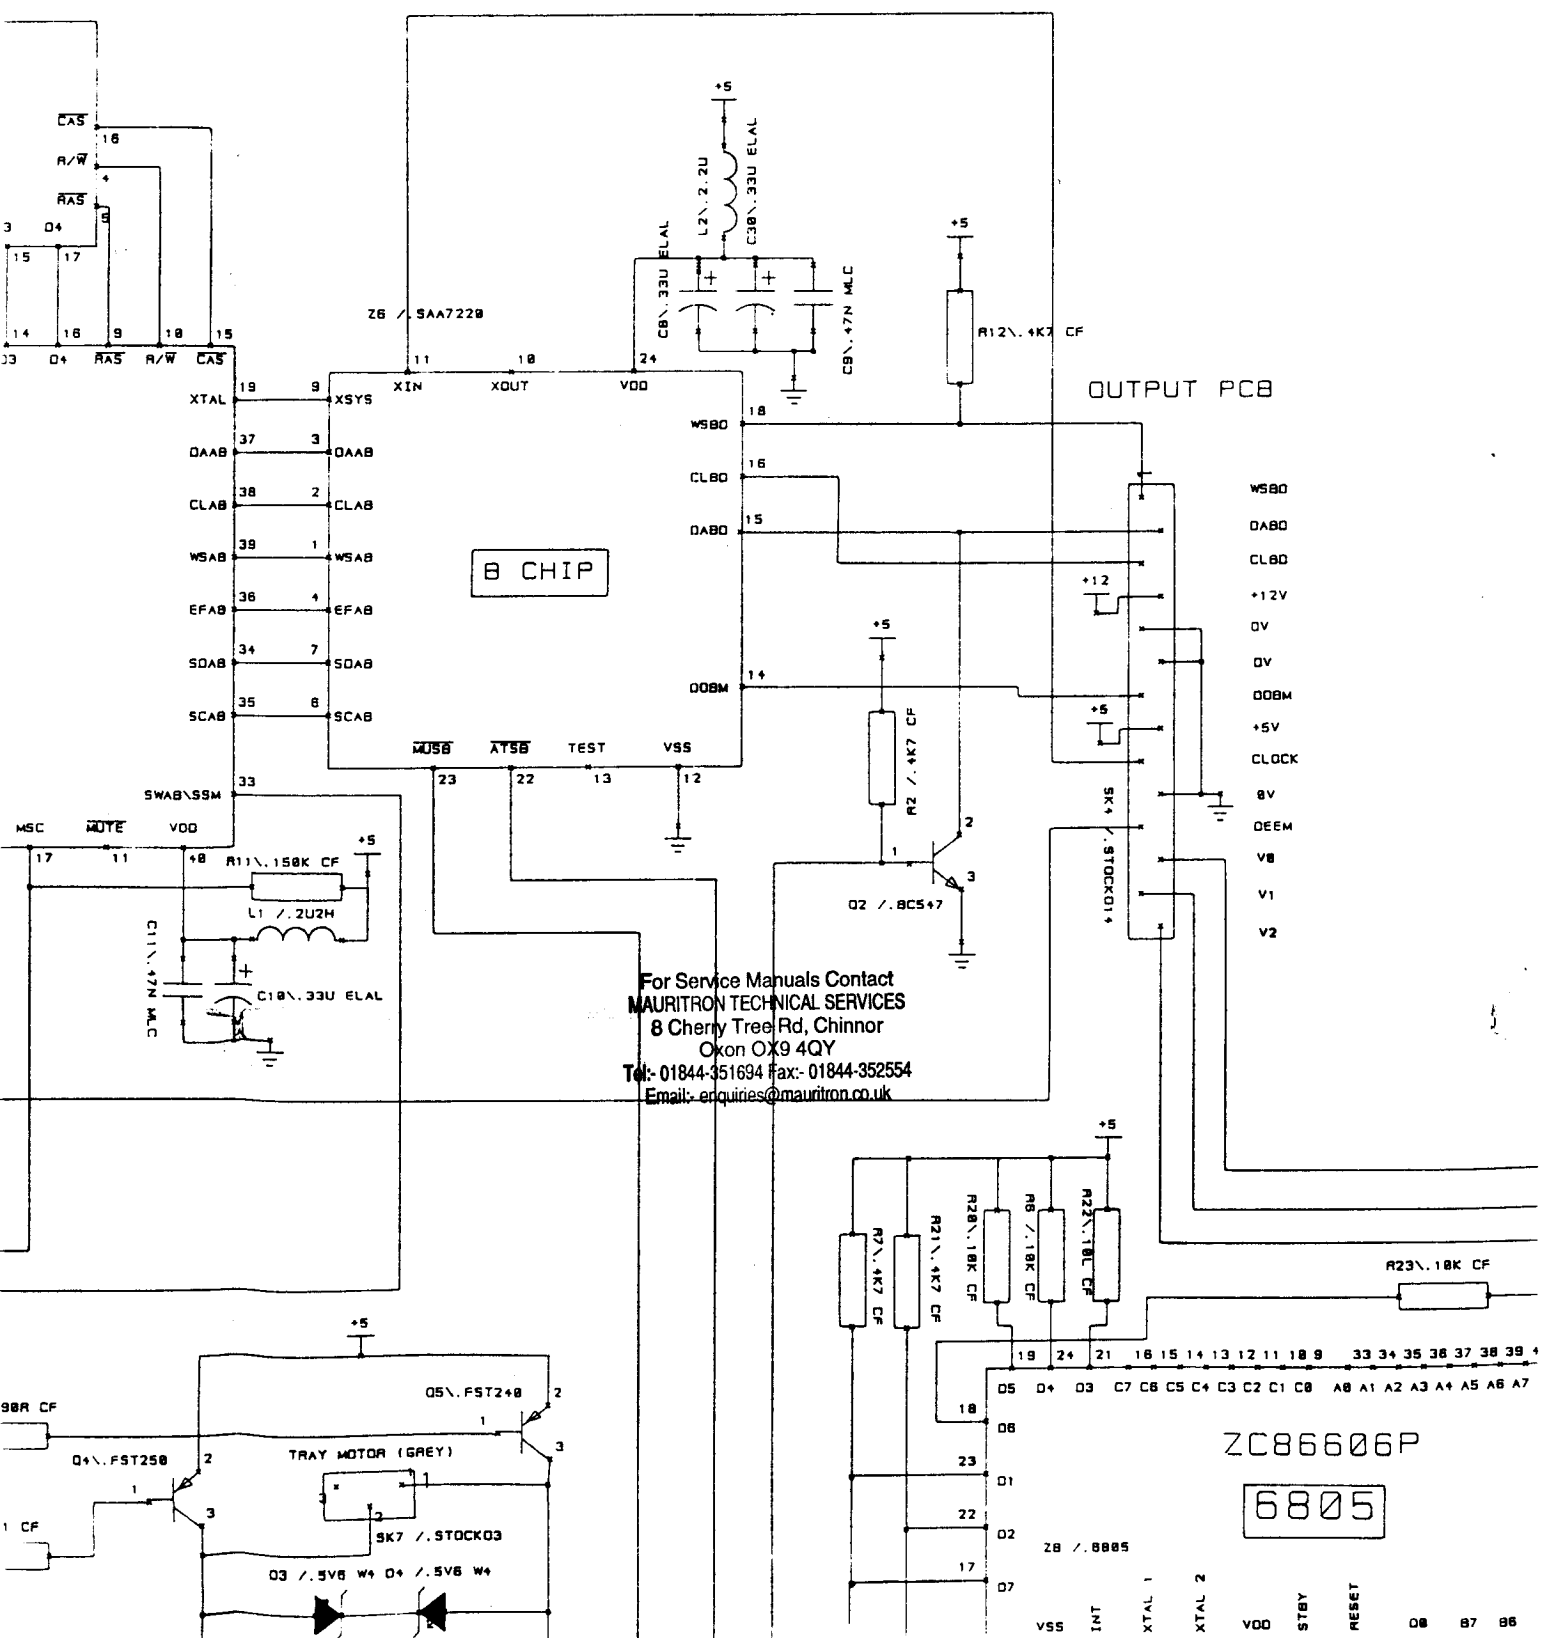 +5
CAS
16
R/W
4
RAS
5
3 D4
15 17
L2\.2.2U
C30\.33U ELAL
C8\.33U ELAL
C9\.47N MLC
+5
R12\.4K7 CF
Z6 /.SAA7220
14 16 9 10 15
D3 D4 RAS R/W CAS
11 10 24
XIN XOUT VDD
OUTPUT PCB
XTAL 19 9 XSYS
DAAB 37 3 DAAB
CLAB 38 2 CLAB
WSAB 39 1 WSAB
EFAB 36 4 EFAB
SDAB 34 7 SDAB
SCAB 35 6 SCAB
B CHIP
WSBD 18
CLBD 16
DABD 15
DOBM 14
WSBD
DABD
CLBD
+12
+12V
0V
0V
DOBM
+5
+5V
CLOCK
0V
DEEM
V0
V1
V2
SK4 /.STOCKO14
MUSB ATSB TEST VSS
23 22 13 12
+5
R2 /.4K7 CF
1
2
3
Q2 /.BC547
SWAB\SSM 33
MSC MUTE VDD
17 11 40
+5
R11\.150K CF
L1 /.2U2H
C11\.47N MLC
C10\.33U ELAL
For Service Manuals Contact
MAURITRON TECHNICAL SERVICES
8 Cherry Tree Rd, Chinnor
Oxon OX9 4QY
Tel:- 01844-351694 Fax:- 01844-352554
Email:- enquiries@mauritron.co.uk
+5
R7\.4K7 CF
R21\.4K7 CF
R20\.10K CF
R6 /.10K CF
R22\.10L CF
R23\.10K CF
19 24 21 16 15 14 13 12 11 10 9 33 34 35 36 37 38 39 4
D5 D4 D3 C7 C6 C5 C4 C3 C2 C1 C0 A0 A1 A2 A3 A4 A5 A6 A7
18
D6
23
D1
22
D2
17
D7
ZC86606P
6805
Z8 /.6805
VSS INT XTAL 1 XTAL 2 VDD STBY RESET D0 B7 B6
+5
Q5\.FST240
1
2
3
90R CF
Q4\.FST250
1
2
3
TRAY MOTOR (GREY)
1
2
3
SK7 /.STOCKO3
1 CF
D3 /.5V6 W4 D4 /.5V6 W4